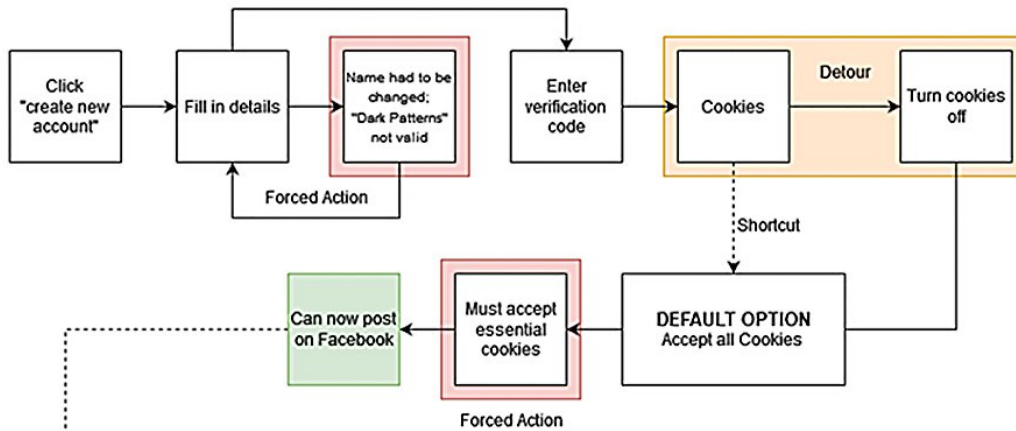 Click
"create new
account"
Fill in details
Name had to be
changed;
"Dark Patterns"
not valid
Forced Action
Enter
verification
code
Cookies
Detour
Turn cookies
off
Shortcut
Can now post
on Facebook
Must accept
essential
cookies
Forced Action
DEFAULT OPTION
Accept all Cookies